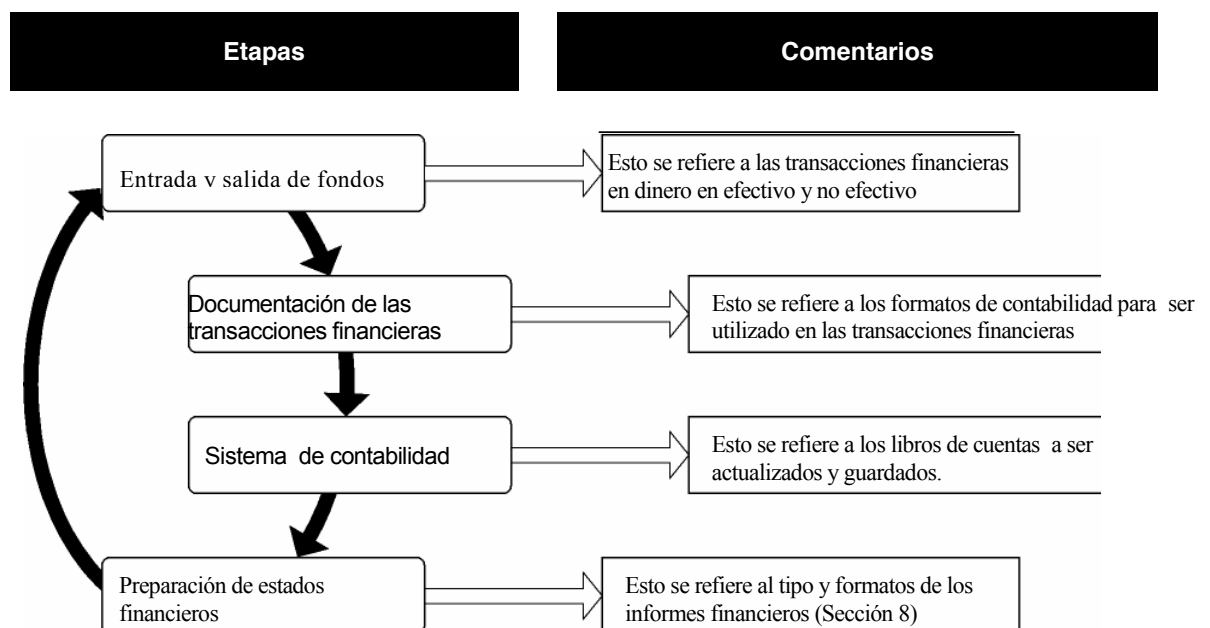 Etapas
Comentarios
Entrada v salida de fondos
Esto se refiere a las transacciones financieras
en dinero en efectivo y no efectivo
Documentación de las
transacciones financieras
Esto se refiere a los formatos de contabilidad para ser
utilizado en las transacciones financieras
Sistema de contabilidad
Esto se refiere a los libros de cuentas a ser
actualizados y guardados.
Preparación de estados
financieros
Esto se refiere al tipo y formatos de los
informes financieros (Sección 8)